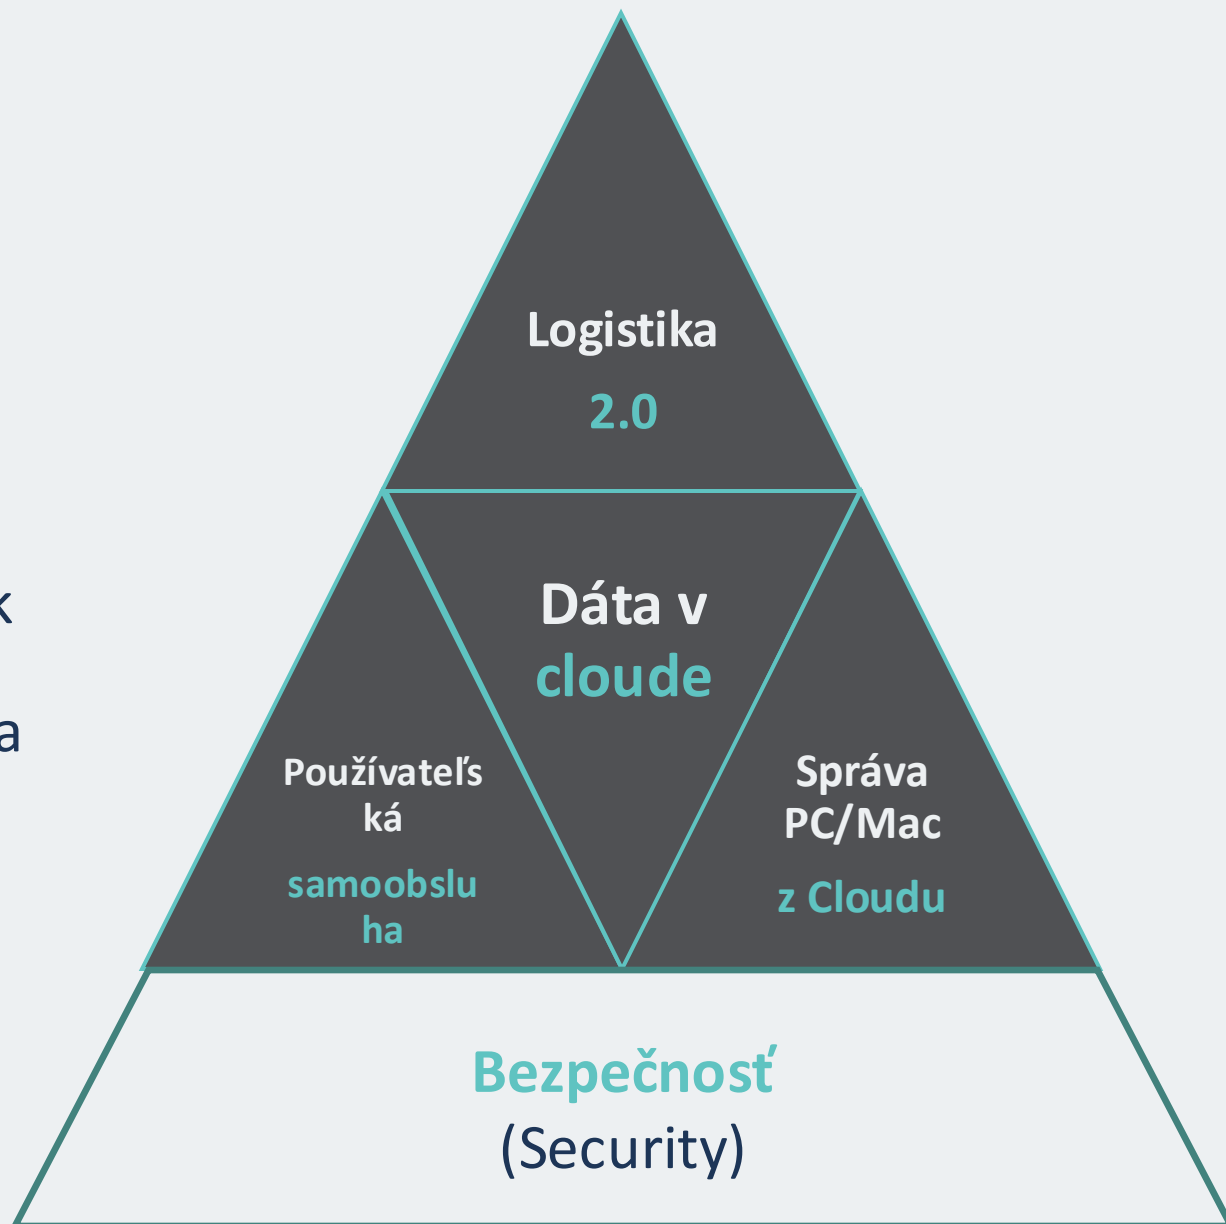 Logistika
2.0
Dáta v
cloude
k
a
Používateľs
ká
samoobslu
ha
Správa
PC/Mac
z Cloudu
Bezpečnosť
(Security)